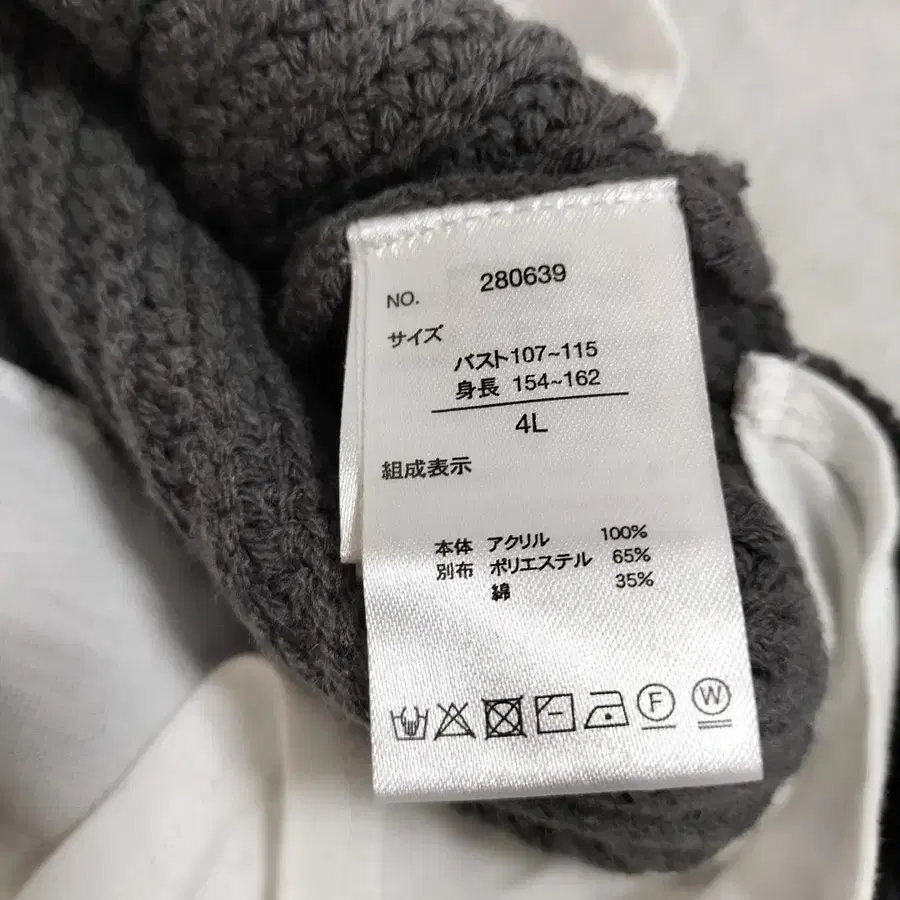 NO. 280639
サイズ
バスト107~115
身長 154~162
4L
組成表示
本体 アクリル 100%
別布 ポリエステル 65%
綿 35%
F W